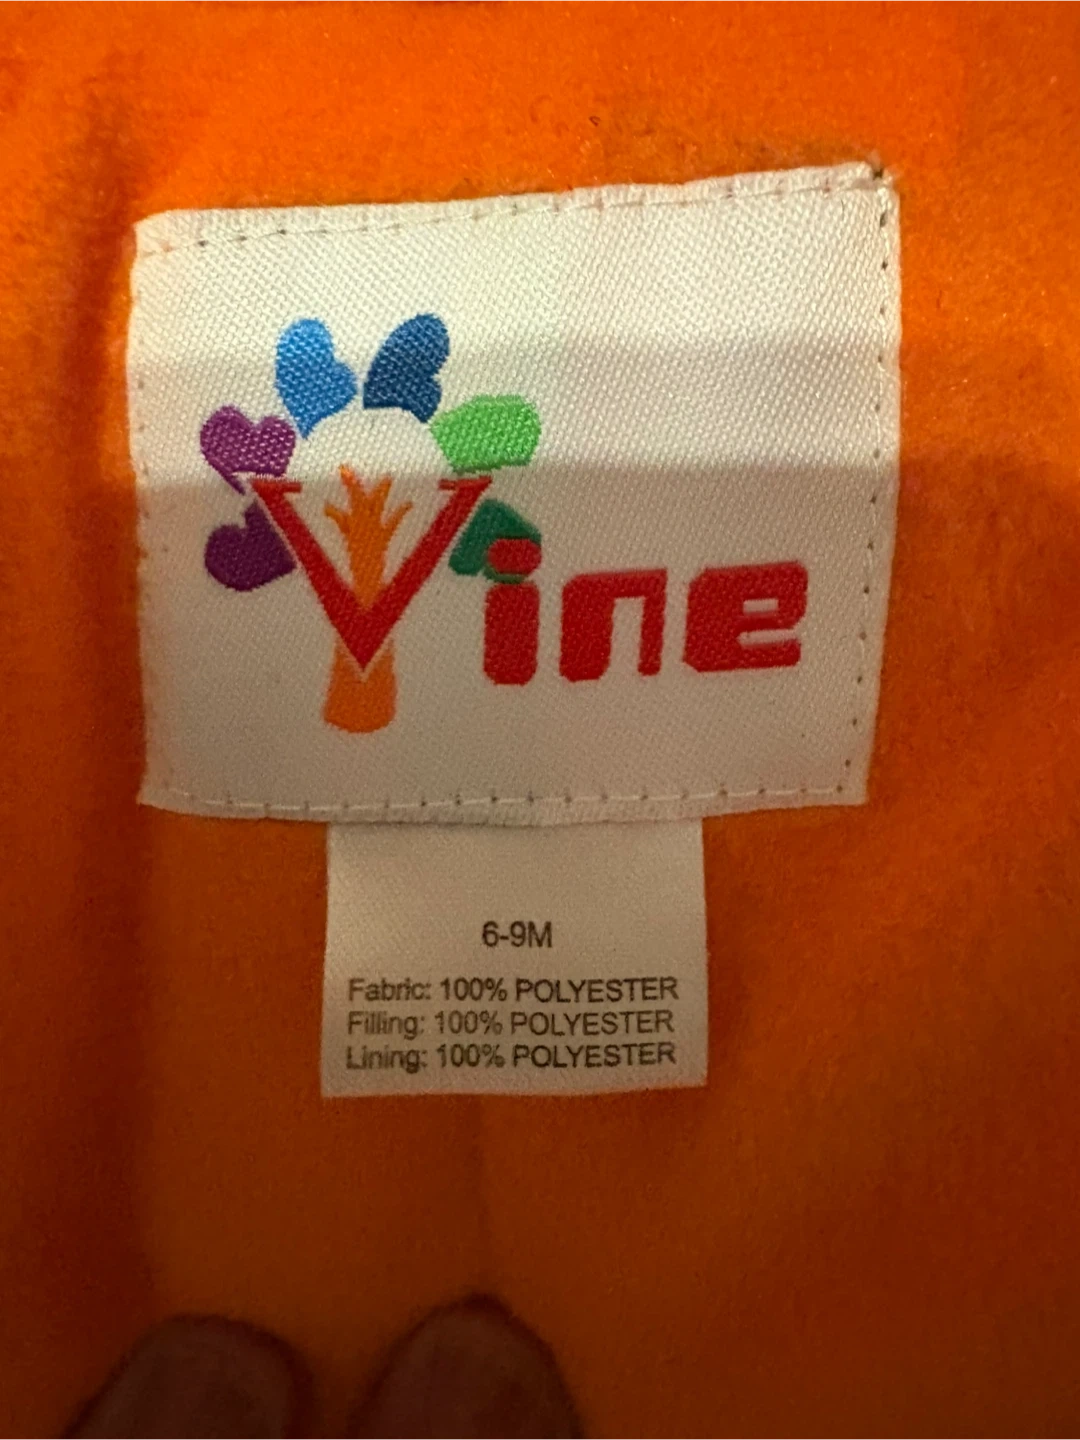 Vine
6-9M
Fabric: 100% POLYESTER
Filling: 100% POLYESTER
Lining: 100% POLYESTER